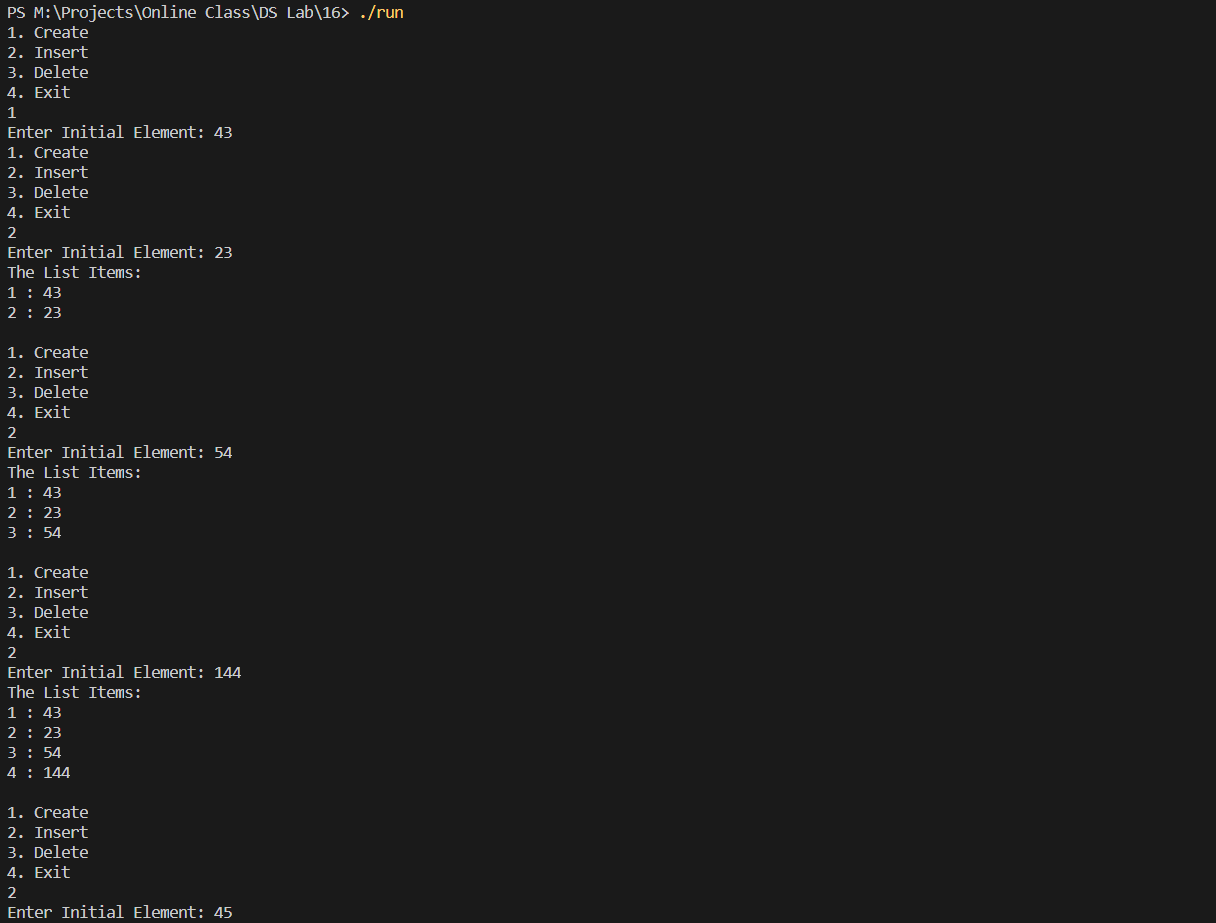 PS M:\Projects\Online Class\DS Lab\16> ./run
1. Create
2. Insert
3. Delete
4. Exit
1
Enter Initial Element: 43
1. Create
2. Insert
3. Delete
4. Exit
2
Enter Initial Element: 23
The List Items:
1 : 43
2 : 23

1. Create
2. Insert
3. Delete
4. Exit
2
Enter Initial Element: 54
The List Items:
1 : 43
2 : 23
3 : 54

1. Create
2. Insert
3. Delete
4. Exit
2
Enter Initial Element: 144
The List Items:
1 : 43
2 : 23
3 : 54
4 : 144

1. Create
2. Insert
3. Delete
4. Exit
2
Enter Initial Element: 45